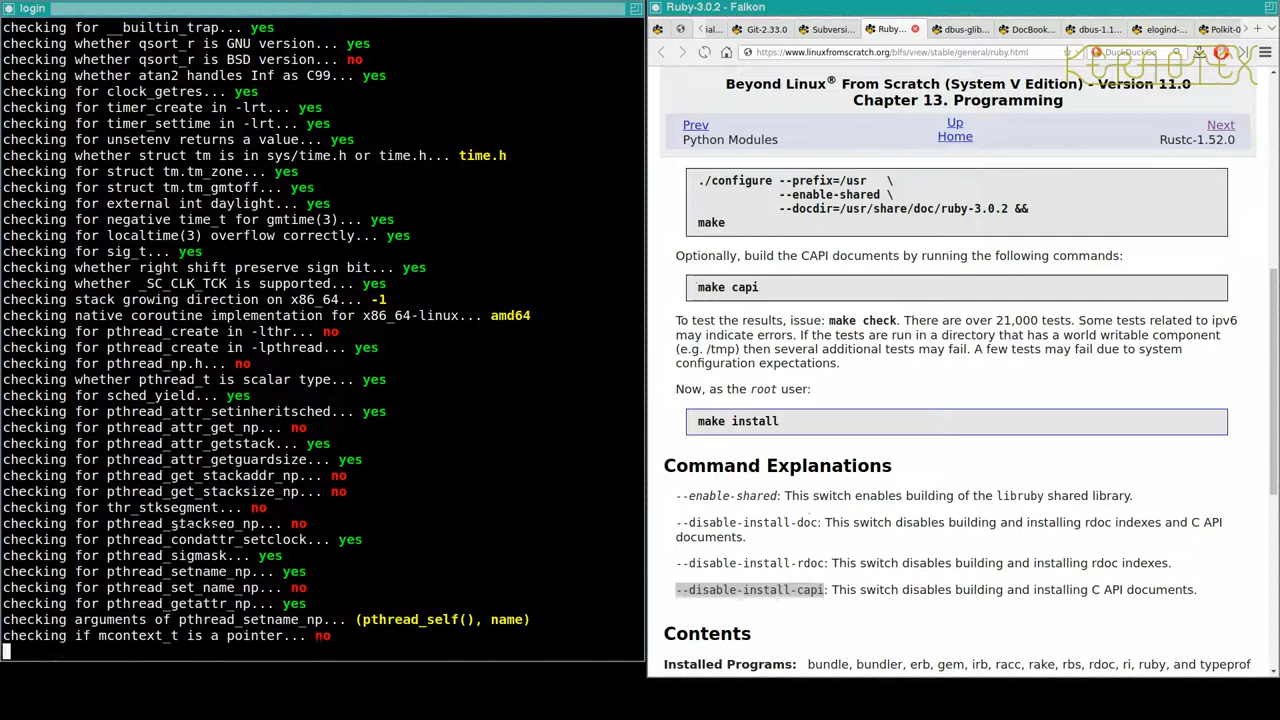 login
checking for __builtin_trap... yes
checking whether qsort_r is GNU version... yes
checking whether qsort_r is BSD version... no
checking whether atan2 handles Inf as C99... yes
checking for clock_getres... yes
checking for timer_create in -lrt... yes
checking for timer_settime in -lrt... yes
checking for unsetenv returns a value... yes
checking whether struct tm is in sys/time.h or time.h... time.h
checking for struct tm.tm_zone... yes
checking for struct tm.tm_gmtoff... yes
checking for external int daylight... yes
checking for negative time_t for gmtime(3)... yes
checking for localtime(3) overflow correctly... yes
checking for sig_t... yes
checking whether right shift preserve sign bit... yes
checking whether _SC_CLK_TCK is supported... yes
checking stack growing direction on x86_64... -1
checking native coroutine implementation for x86_64-linux... amd64
checking for pthread_create in -lthr... no
checking for pthread_create in -lpthread... yes
checking for pthread_np.h... no
checking whether pthread_t is scalar type... yes
checking for sched_yield... yes
checking for pthread_attr_setinheritsched... yes
checking for pthread_attr_get_np... no
checking for pthread_attr_getstack... yes
checking for pthread_attr_getguardsize... yes
checking for pthread_get_stackaddr_np... no
checking for pthread_get_stacksize_np... no
checking for thr_stksegment... no
checking for pthread_stackseg_np... no
checking for pthread_condattr_setclock... yes
checking for pthread_sigmask... yes
checking for pthread_setname_np... yes
checking for pthread_set_name_np... no
checking for pthread_getattr_np... yes
checking arguments of pthread_setname_np... (pthread_self(), name)
checking if mcontext_t is a pointer... no
Ruby-3.0.2 - Falkon
ial... Git-2.33.0 Subversi... Ruby-... dbus-glib... DocBook... dbus-1.1... elogind-... Polkit-0
https://www.linuxfromscratch.org/blfs/view/stable/general/ruby.html DuckDuckGo
KERNOTEX
Beyond Linux® From Scratch (System V Edition) - Version 11.0
Chapter 13. Programming
Prev Up Next
Python Modules Home Rustc-1.52.0
./configure --prefix=/usr \
--enable-shared \
--docdir=/usr/share/doc/ruby-3.0.2 &&
make
Optionally, build the CAPI documents by running the following commands:
make capi
To test the results, issue: make check. There are over 21,000 tests. Some tests related to ipv6
may indicate errors. If the tests are run in a directory that has a world writable component
(e.g. /tmp) then several additional tests may fail. A few tests may fail due to system
configuration expectations.
Now, as the root user:
make install
Command Explanations
--enable-shared: This switch enables building of the libruby shared library.
--disable-install-doc: This switch disables building and installing rdoc indexes and C API
documents.
--disable-install-rdoc: This switch disables building and installing rdoc indexes.
--disable-install-capi: This switch disables building and installing C API documents.
Contents
Installed Programs: bundle, bundler, erb, gem, irb, racc, rake, rbs, rdoc, ri, ruby, and typeprof